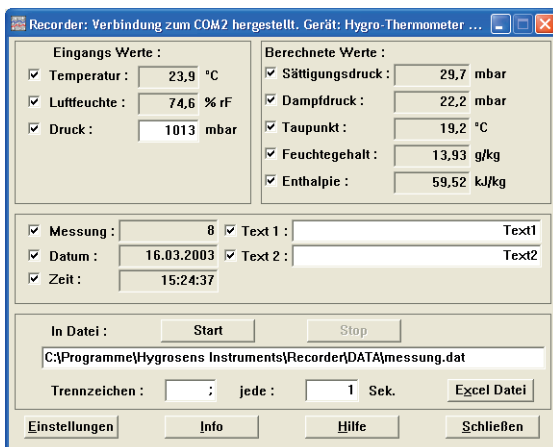 Recorder: Verbindung zum COM2 hergestellt. Gerät: Hygro-Thermometer ...
Eingangs Werte :
Temperatur : 23,9 °C
Luftfeuchte : 74,6 % rF
Druck : 1013 mbar
Berechnete Werte :
Sättigungsdruck : 29,7 mbar
Dampfdruck : 22,2 mbar
Taupunkt : 19,2 °C
Feuchtegehalt : 13,93 g/kg
Enthalpie : 59,52 kJ/kg
Messung : 8 Text 1 : Text1
Datum : 16.03.2003 Text 2 : Text2
Zeit : 15:24:37
In Datei : Start Stop
C:\Programme\Hygrosens Instruments\Recorder\DATA\messung.dat
Trennzeichen : ; jede : 1 Sek. Excel Datei
Einstellungen Info Hilfe Schließen